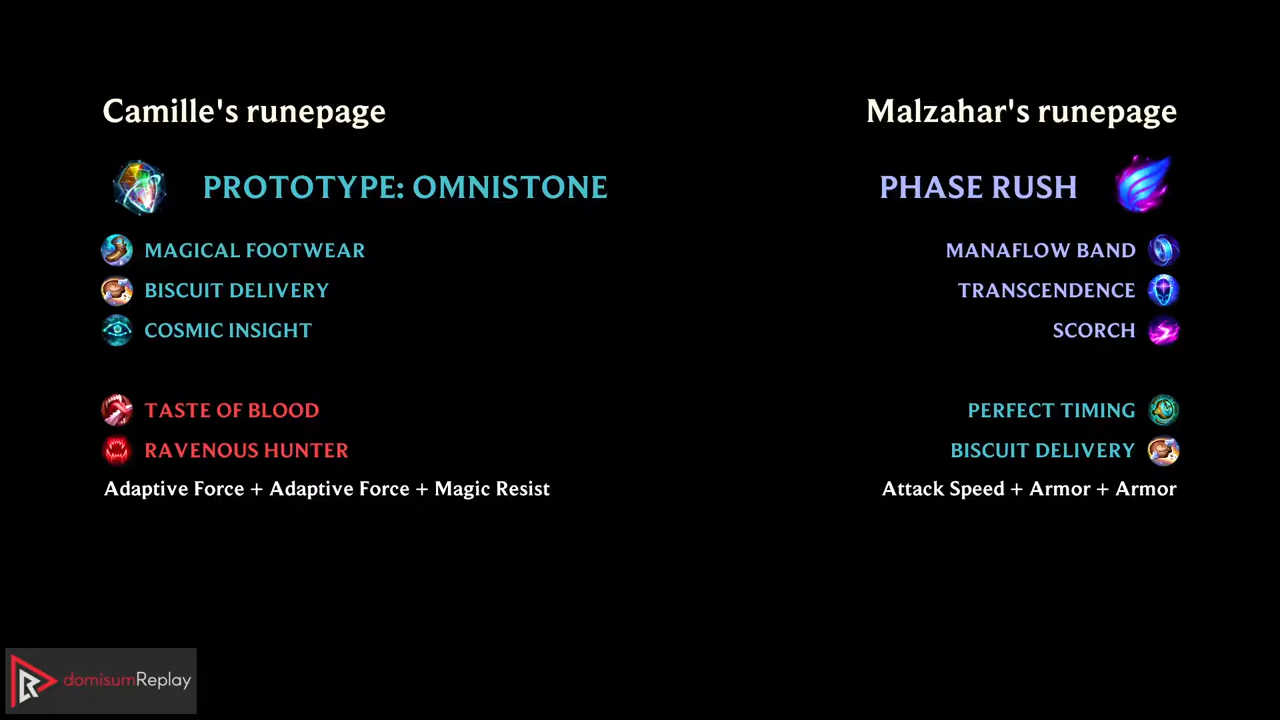 Camille's runepage
PROTOTYPE: OMNISTONE
MAGICAL FOOTWEAR
BISCUIT DELIVERY
COSMIC INSIGHT
TASTE OF BLOOD
RAVENOUS HUNTER
Adaptive Force + Adaptive Force + Magic Resist
Malzahar's runepage
PHASE RUSH
MANAFLOW BAND
TRANSCENDENCE
SCORCH
PERFECT TIMING
BISCUIT DELIVERY
Attack Speed + Armor + Armor
domisumReplay